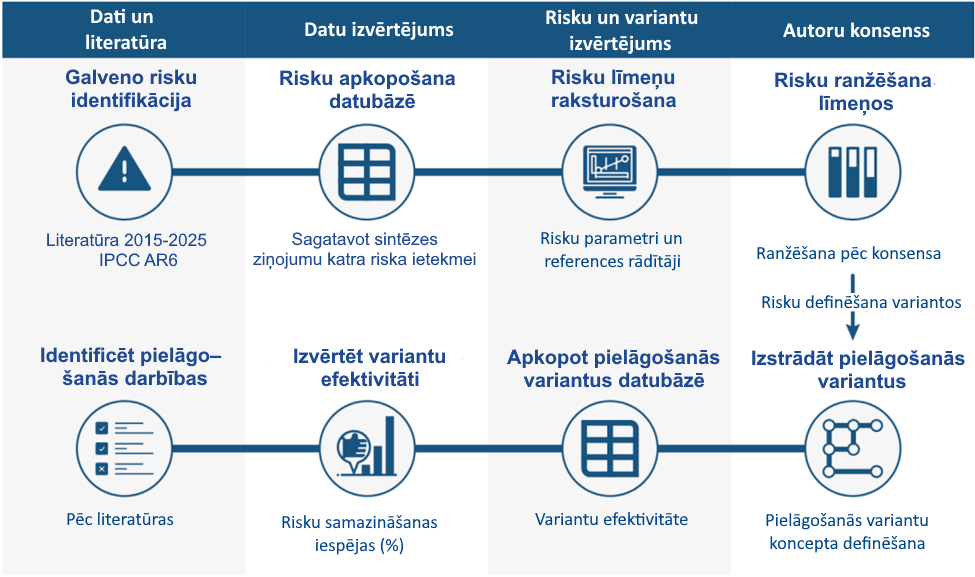 Dati un
literatūra
Datu izvērtējums
Risku un variantu
izvērtējums
Autoru konsenss
Galveno risku
identifikācija
Risku apkopošana
datubāzē
Risku līmeņu
raksturošana
Risku ranžēšana
līmeņos
Literatūra 2015-2025
IPCC AR6
Sagatavot sintēzes
ziņojumu katra riska ietekmei
Risku parametri un
references rādītāji
Ranžēšana pēc konsensa
Risku definēšana variantos
Identificēt pielāgo–
šanās darbības
Izvērtēt variantu
efektivitāti
Apkopot pielāgošanās
variantus datubāzē
Izstrādāt pielāgošanās
variantus
Pēc literatūras
Risku samazināšanas
iespējas (%)
Variantu efektivitāte
Pielāgošanās variantu
koncepta definēšana